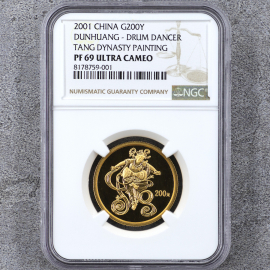 2001 CHINA G200Y
DUNHUANG - DRUM DANCER
TANG DYNASTY PAINTING
PF 69 ULTRA CAMEO
8178759-001
NUMISMATIC GUARANTY COMPANY
NGC
200元